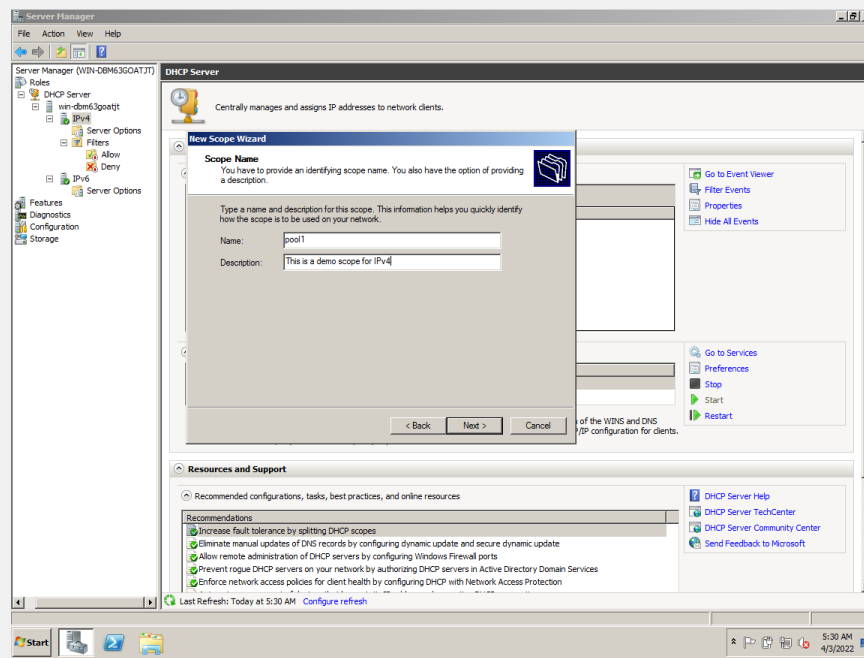 Server Manager
File Action View Help
Server Manager (WIN-DBM63GOATJT)
Roles
DHCP Server
win-dbm63goatjt
IPv4
Server Options
Filters
Allow
Deny
IPv6
Server Options
Features
Diagnostics
Configuration
Storage
DHCP Server
Centrally manages and assigns IP addresses to network clients.
New Scope Wizard
Scope Name
You have to provide an identifying scope name. You also have the option of providing
a description.
Type a name and description for this scope. This information helps you quickly identify
how the scope is to be used on your network.
Name: pool1
Description: This is a demo scope for IPv4
< Back Next > Cancel
Go to Event Viewer
Filter Events
Properties
Hide All Events
Go to Services
Preferences
Stop
Start
Restart
of the WINS and DNS
P/IP configuration for clients.
Resources and Support
Recommended configurations, tasks, best practices, and online resources
Recommendations
Increase fault tolerance by splitting DHCP scopes
Eliminate manual updates of DNS records by configuring dynamic update and secure dynamic update
Allow remote administration of DHCP servers by configuring Windows Firewall ports
Prevent rogue DHCP servers on your network by authorizing DHCP servers in Active Directory Domain Services
Enforce network access policies for client health by configuring DHCP with Network Access Protection
DHCP Server Help
DHCP Server TechCenter
DHCP Server Community Center
Send Feedback to Microsoft
Last Refresh: Today at 5:30 AM Configure refresh
Start
5:30 AM
4/3/2022